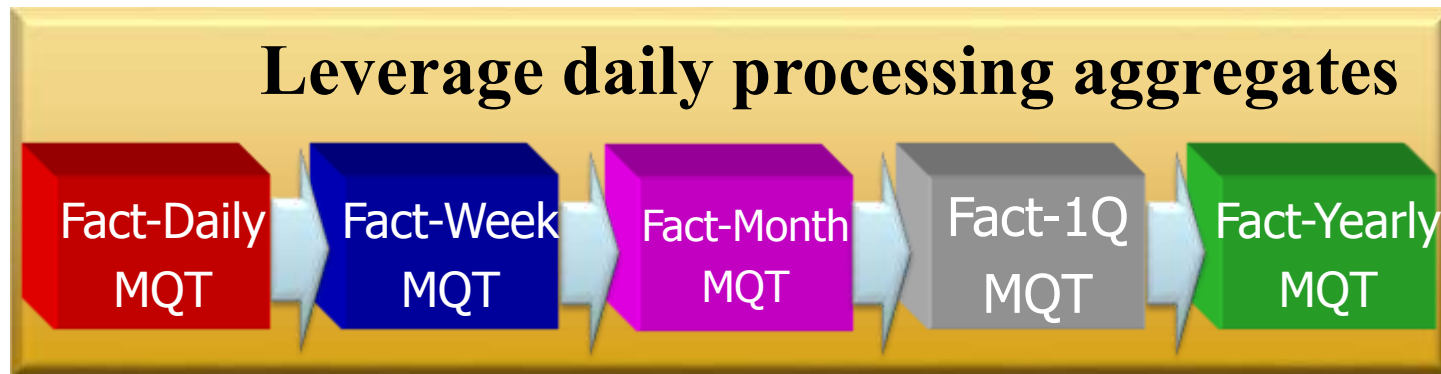 Leverage daily processing aggregates
Fact-Daily
MQT
Fact-Week
MQT
Fact-Month
MQT
Fact-1Q
MQT
Fact-Yearly
MQT